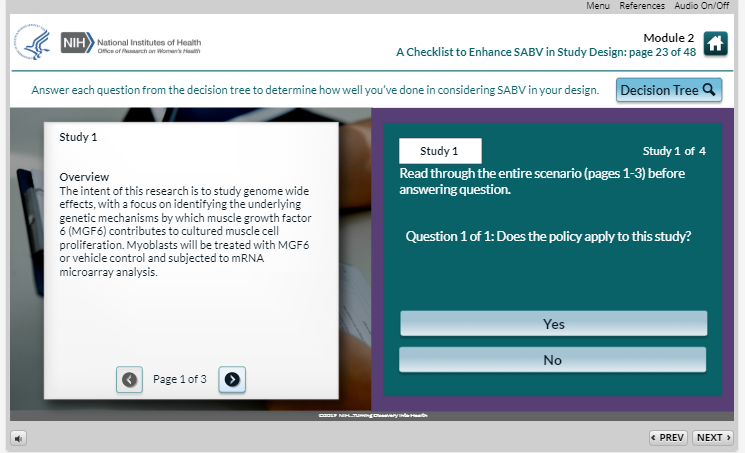 Menu References Audio On/Off
NIH National Institutes of Health
Office of Research on Women's Health
Module 2
A Checklist to Enhance SABV in Study Design: page 23 of 48
Answer each question from the decision tree to determine how well you've done in considering SABV in your design.
Decision Tree
Study 1
Overview
The intent of this research is to study genome wide
effects, with a focus on identifying the underlying
genetic mechanisms by which muscle growth factor
6 (MGF6) contributes to cultured muscle cell
proliferation. Myoblasts will be treated with MGF6
or vehicle control and subjected to mRNA
microarray analysis.
Page 1 of 3
Study 1
Study 1 of 4
Read through the entire scenario (pages 1-3) before
answering question.
Question 1 of 1: Does the policy apply to this study?
Yes
No
NIH...Turning Discovery Into Health
‹ PREV
NEXT ›